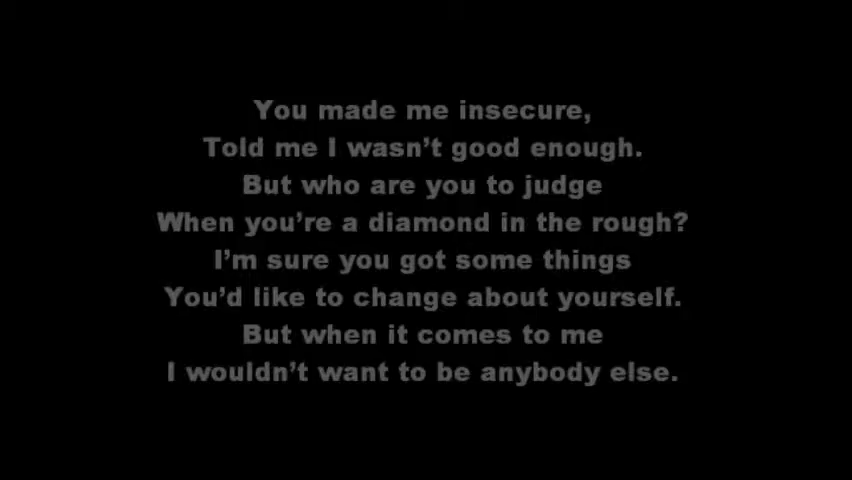 You made me insecure,
Told me I wasn’t good enough.
But who are you to judge
When you’re a diamond in the rough?
I’m sure you got some things
You’d like to change about yourself.
But when it comes to me
I wouldn’t want to be anybody else.